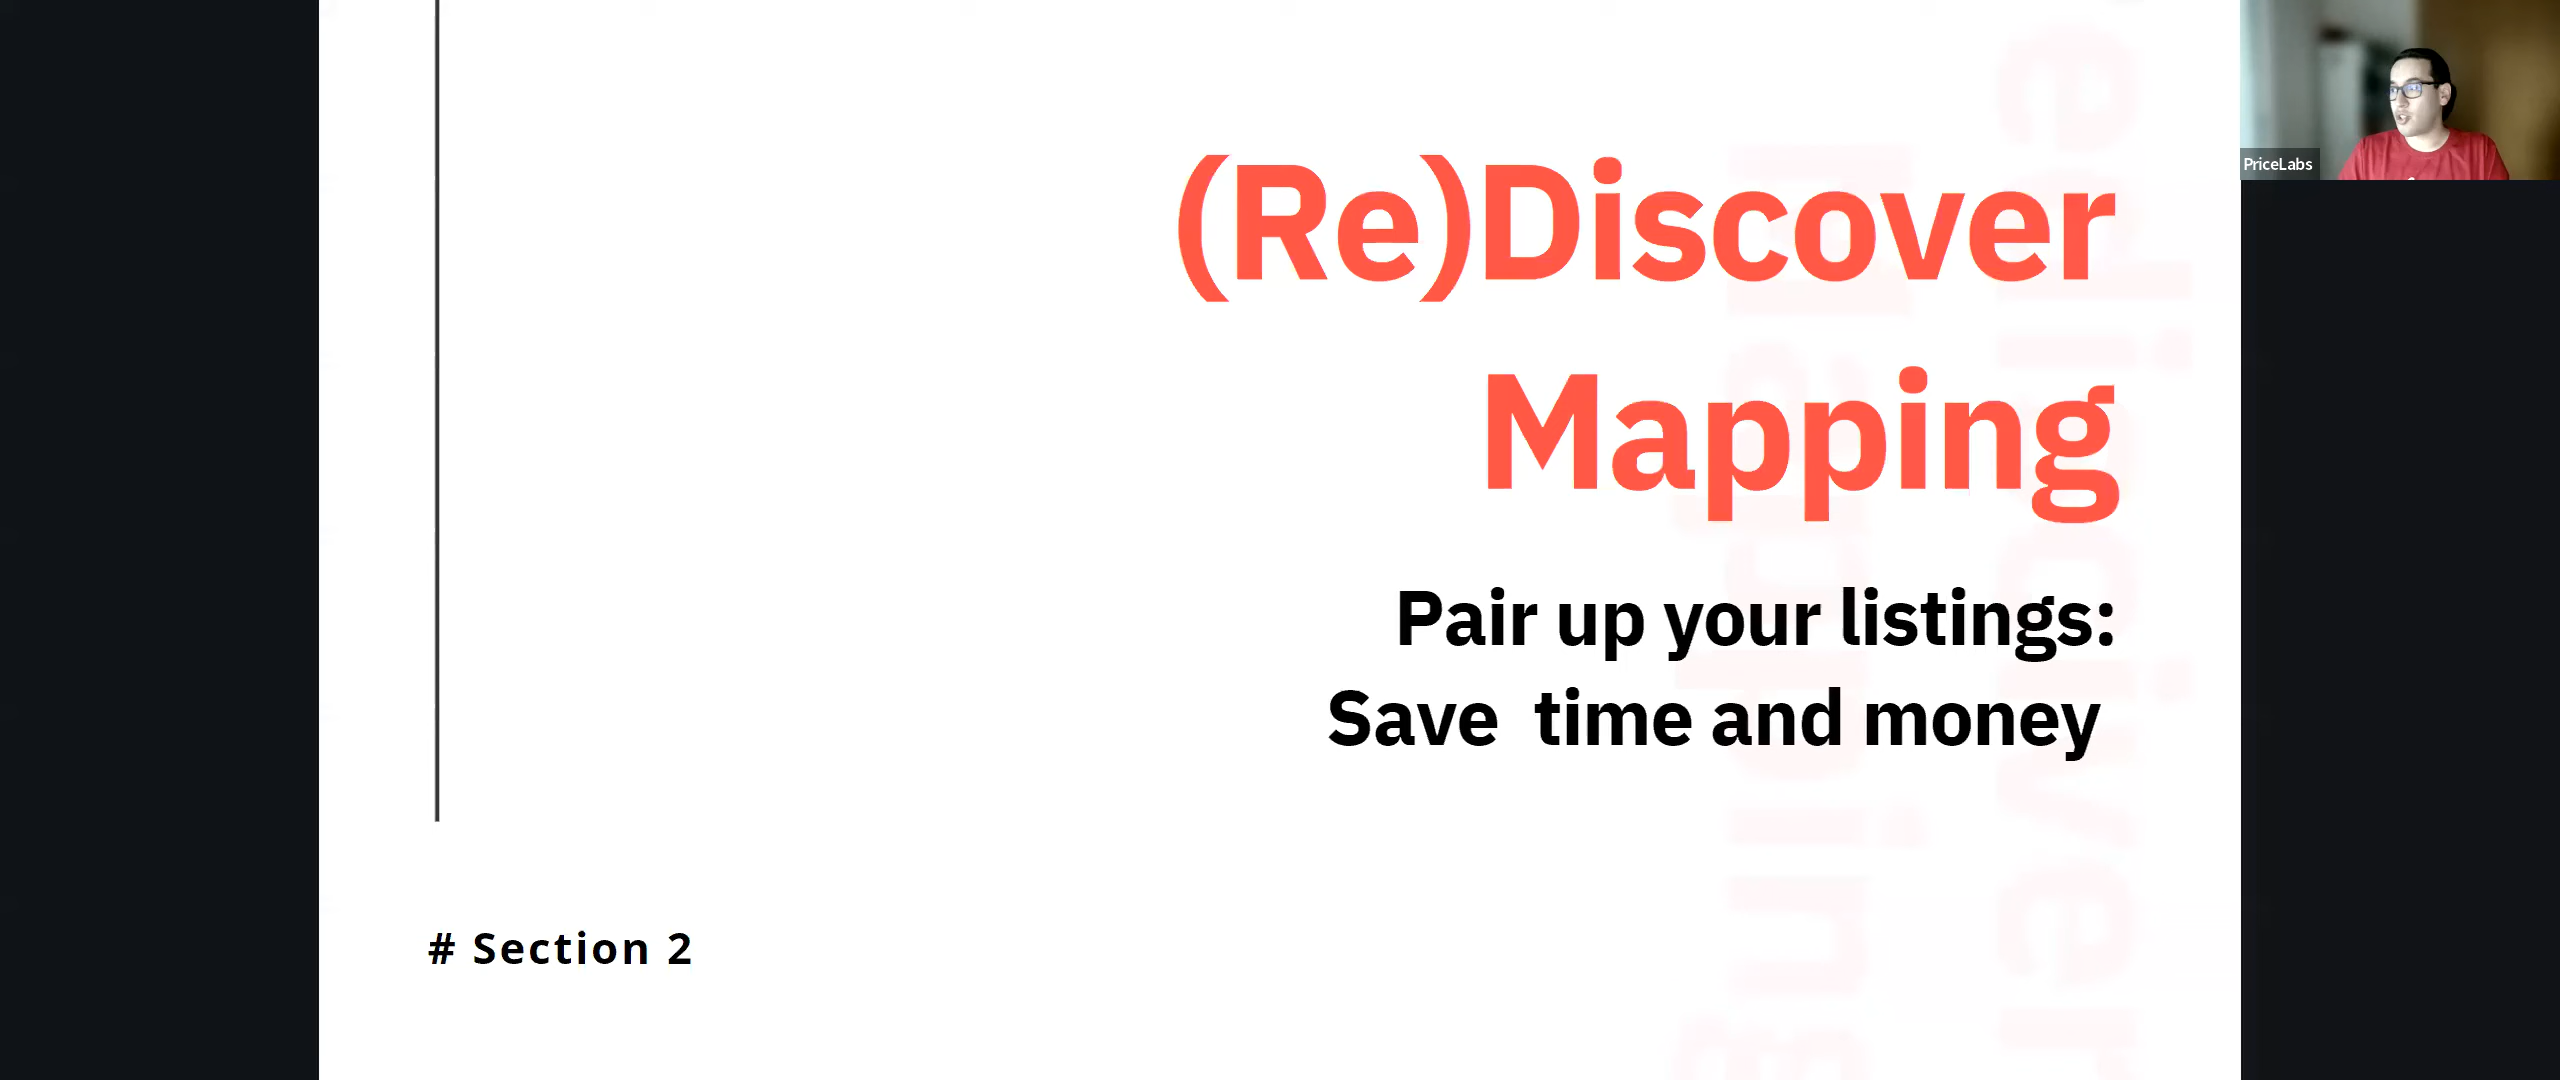 (Re)Discover
Mapping
Pair up your listings:
Save  time and money
# Section 2
PriceLabs